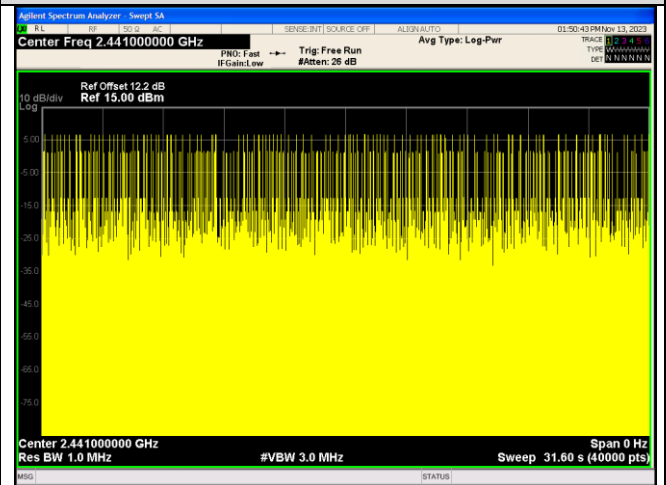 Agilent Spectrum Analyzer - Swept SA
RL RF 50 Ω AC SENSE:INT SOURCE OFF ALIGN AUTO 01:50:43 PM Nov 13, 2023
Center Freq 2.441000000 GHz Avg Type: Log-Pwr TRACE 1 2 3 4 5 6
PNO: Fast Trig: Free Run TYPE W
IFGain:Low #Atten: 26 dB DET N N N N N N
Ref Offset 12.2 dB
10 dB/div Ref 15.00 dBm
Log
5.00
-5.00
-15.0
-25.0
-35.0
-45.0
-55.0
-65.0
-75.0
Center 2.441000000 GHz Span 0 Hz
Res BW 1.0 MHz #VBW 3.0 MHz Sweep 31.60 s (40000 pts)
MSG STATUS